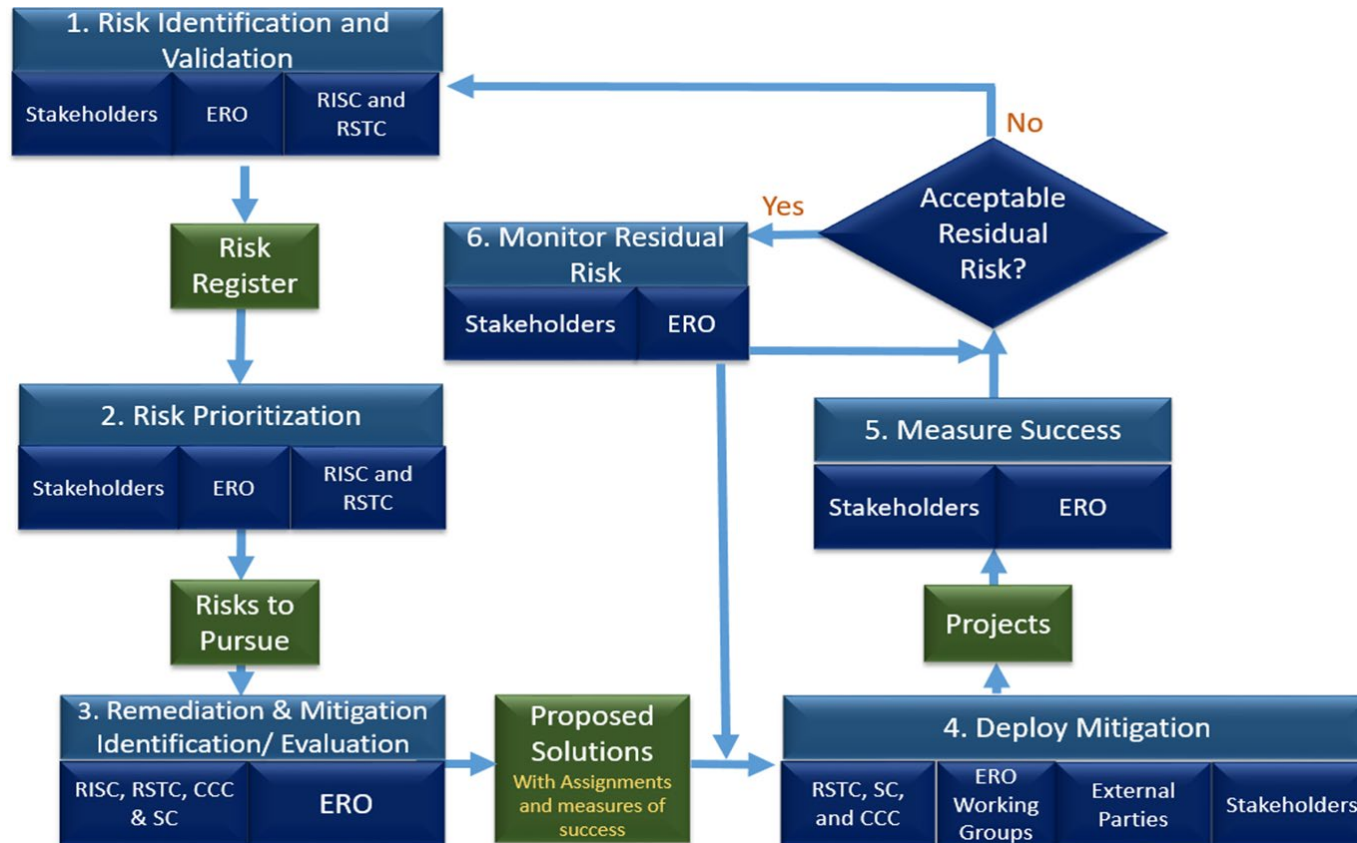 1. Risk Identification and
Validation
Stakeholders
ERO
RISC and
RSTC
Risk
Register
2. Risk Prioritization
Stakeholders
ERO
RISC and
RSTC
Risks to
Pursue
3. Remediation & Mitigation
Identification/ Evaluation
RISC, RSTC, CCC
& SC
ERO
Proposed
Solutions
With Assignments
and measures of
success
4. Deploy Mitigation
RSTC, SC,
and CCC
ERO
Working
Groups
External
Parties
Stakeholders
Projects
5. Measure Success
Stakeholders
ERO
Acceptable
Residual
Risk?
No
Yes
6. Monitor Residual
Risk
Stakeholders
ERO